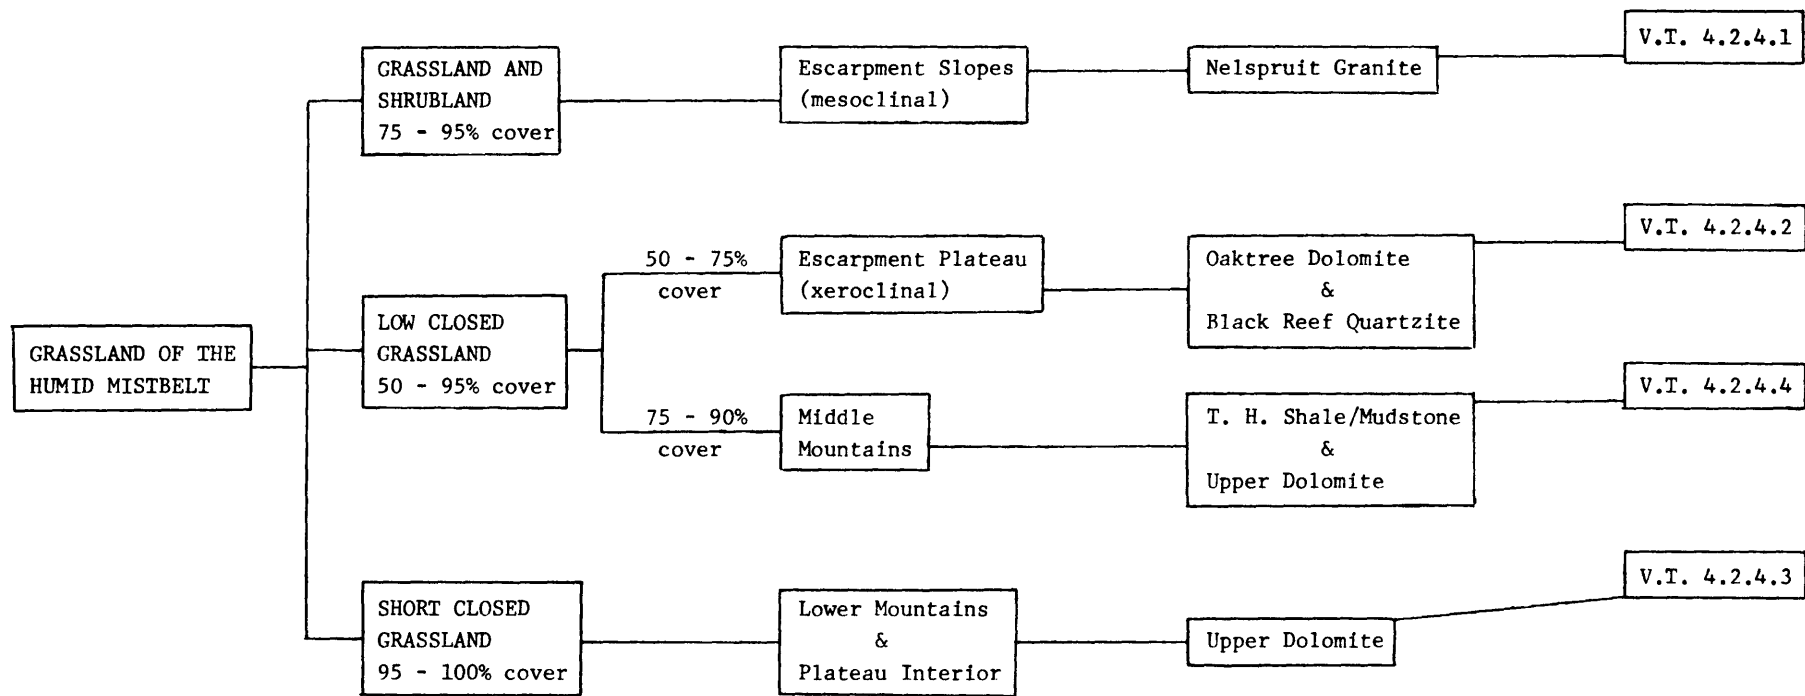 GRASSLAND OF THE
HUMID MISTBELT
GRASSLAND AND
SHRUBLAND
75 - 95% cover
Escarpment Slopes
(mesoclinal)
Nelspruit Granite
V.T. 4.2.4.1
LOW CLOSED
GRASSLAND
50 - 95% cover
50 - 75%
cover
Escarpment Plateau
(xeroclinal)
Oaktree Dolomite
&
Black Reef Quartzite
V.T. 4.2.4.2
75 - 90%
cover
Middle
Mountains
T. H. Shale/Mudstone
&
Upper Dolomite
V.T. 4.2.4.4
SHORT CLOSED
GRASSLAND
95 - 100% cover
Lower Mountains
&
Plateau Interior
Upper Dolomite
V.T. 4.2.4.3